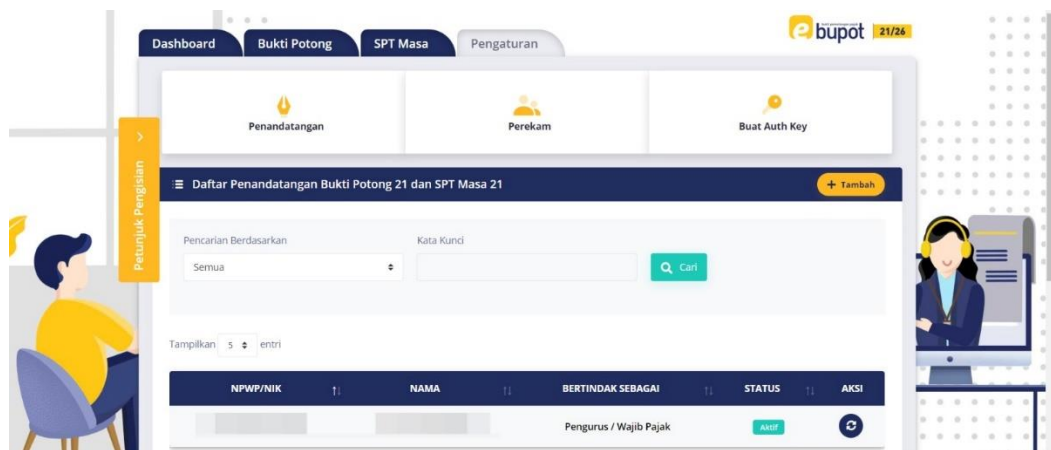 Dashboard
Bukti Potong
SPT Masa
Pengaturan
e bupot 21/26
Penandatangan
Perekam
Buat Auth Key
Petunjuk Pengisian
Daftar Penandatangan Bukti Potong 21 dan SPT Masa 21
+ Tambah
Pencarian Berdasarkan
Kata Kunci
Semua
Cari
Tampilkan 5 entri
NPWP/NIK NAMA BERTINDAK SEBAGAI STATUS AKSI
Pengurus / Wajib Pajak Aktif